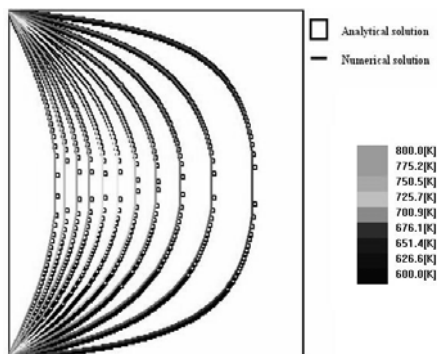 Analytical solution
Numerical solution
800.0[K]
775.2[K]
750.5[K]
725.7[K]
700.9[K]
676.1[K]
651.4[K]
626.6[K]
600.0[K]